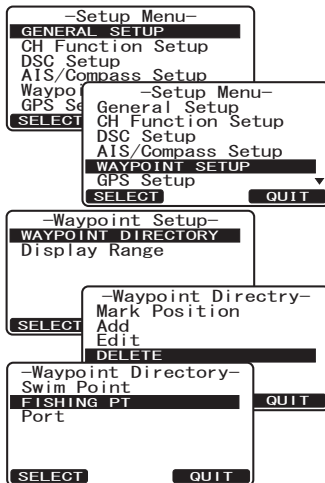 -Setup Menu-
GENERAL SETUP
CH Function Setup
DSC Setup
AIS/Compass Setup
Waypoi
GPS Se
SELECT
-Setup Menu-
General Setup
CH Function Setup
DSC Setup
AIS/Compass Setup
WAYPOINT SETUP
GPS Setup ▼
SELECT QUIT
-Waypoint Setup-
WAYPOINT DIRECTORY
Display Range
SELECT
-Waypoint Directry-
Mark Position
Add
Edit
DELETE
QUIT
-Waypoint Directory-
Swim Point
FISHING PT
Port
SELECT QUIT